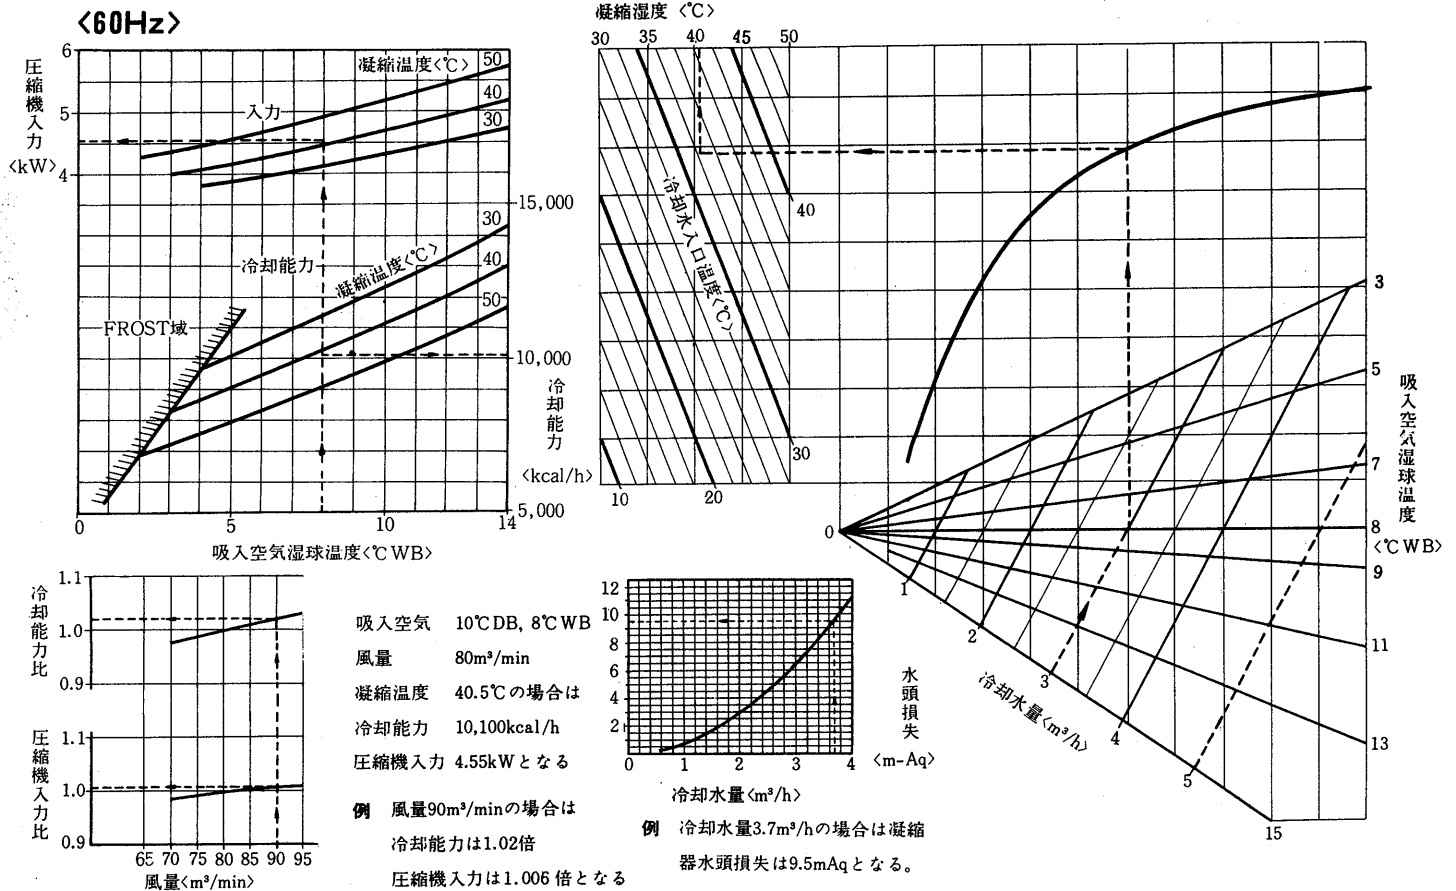 <60Hz>
圧縮機入力
<kW>
6
5
4
凝縮温度<℃>
50
40
30
入力
15,000
10,000
5,000
冷却能力
<kcal/h>
冷却能力
凝縮温度<℃>
30
40
50
FROST域
0
5
10
14
吸入空気湿球温度<℃WB>
凝縮湿度 <℃>
30 35 40 45 50
冷却水入口温度<℃>
40
30
10
20
0
3
5
7
8
9
11
13
15
吸入空気湿球温度
<℃WB>
1
2
3
4
5
冷却水量<m³/h>
冷却能力比
1.1
1.0
0.9
圧縮機入力比
1.1
1.0
0.9
65 70 75 80 85 90 95
風量<m³/min>
吸入空気 10℃DB, 8℃WB
風量 80m³/min
凝縮温度 40.5℃の場合は
冷却能力 10,100kcal/h
圧縮機入力 4.55kWとなる
例 風量90m³/minの場合は
冷却能力は1.02倍
圧縮機入力は1.006倍となる
12
10
8
6
4
2
0 1 2 3 4
水頭損失
<m-Aq>
冷却水量<m³/h>
例 冷却水量3.7m³/hの場合は凝縮
器水頭損失は9.5mAqとなる。